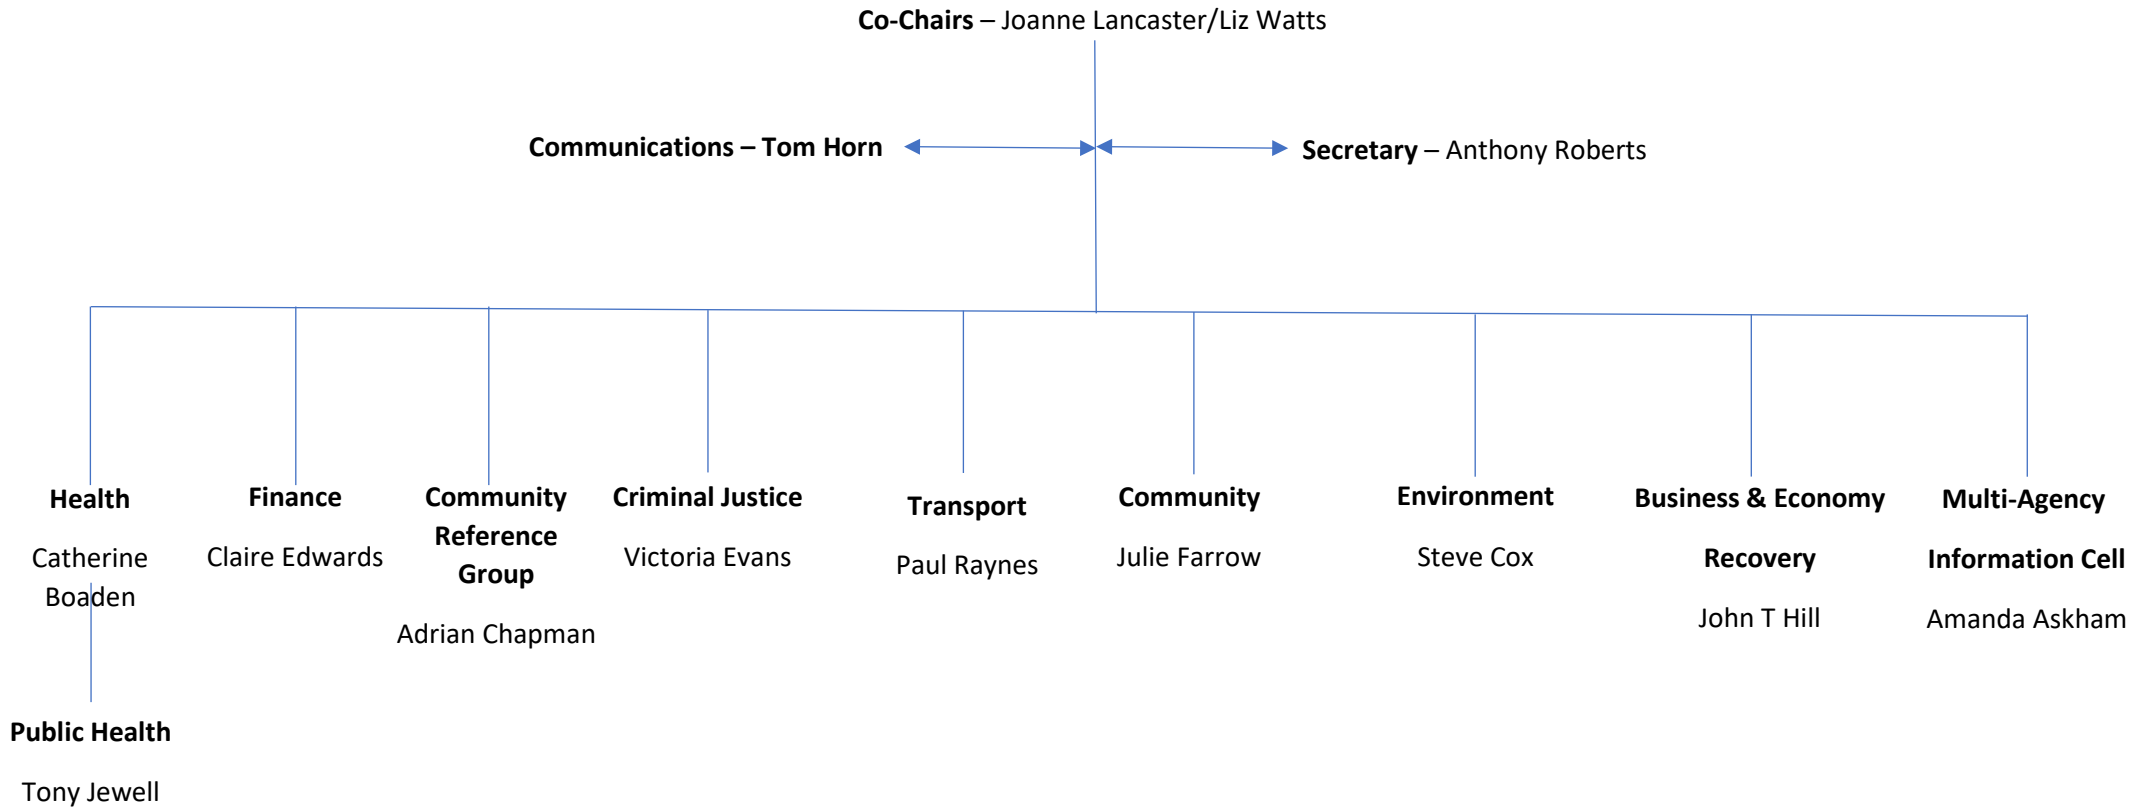 Co-Chairs – Joanne Lancaster/Liz Watts
Communications – Tom Horn
Secretary – Anthony Roberts
Health
Catherine
Boaden
Finance
Claire Edwards
Community
Reference
Group
Adrian Chapman
Criminal Justice
Victoria Evans
Transport
Paul Raynes
Community
Julie Farrow
Environment
Steve Cox
Business & Economy
Recovery
John T Hill
Multi-Agency
Information Cell
Amanda Askham
Public Health
Tony Jewell